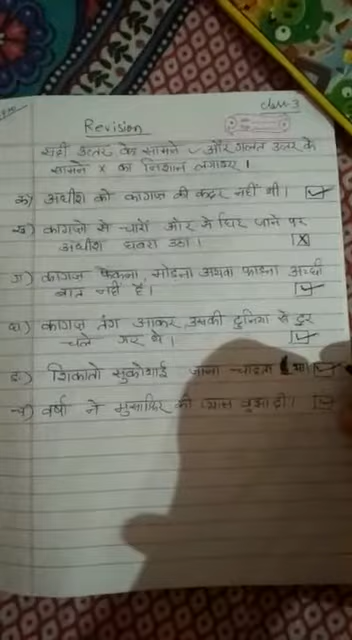 class-3
Revision
सही उत्तर के सामने ✓ और गलत उत्तर के
सामने x का निशान लगाइए ।
क) अधीश को कागज की कदर नहीं थी। ✓
ख) कागजो से चारों ओर से घिर जाने पर
अधीश घबरा उठा। x
ग) कागज फेंकना, मोड़ना अथवा फाड़ना अच्छी
बात नहीं है। ✓
घ) कागज तंग आकर उसकी दुनिया से दूर
चले गए थे। ✓
ङ) शिकातो सुकोशाई जाना चाहता था। ✓
च) वर्षा ने मुसाफिर की प्यास बुझा दी। ✓